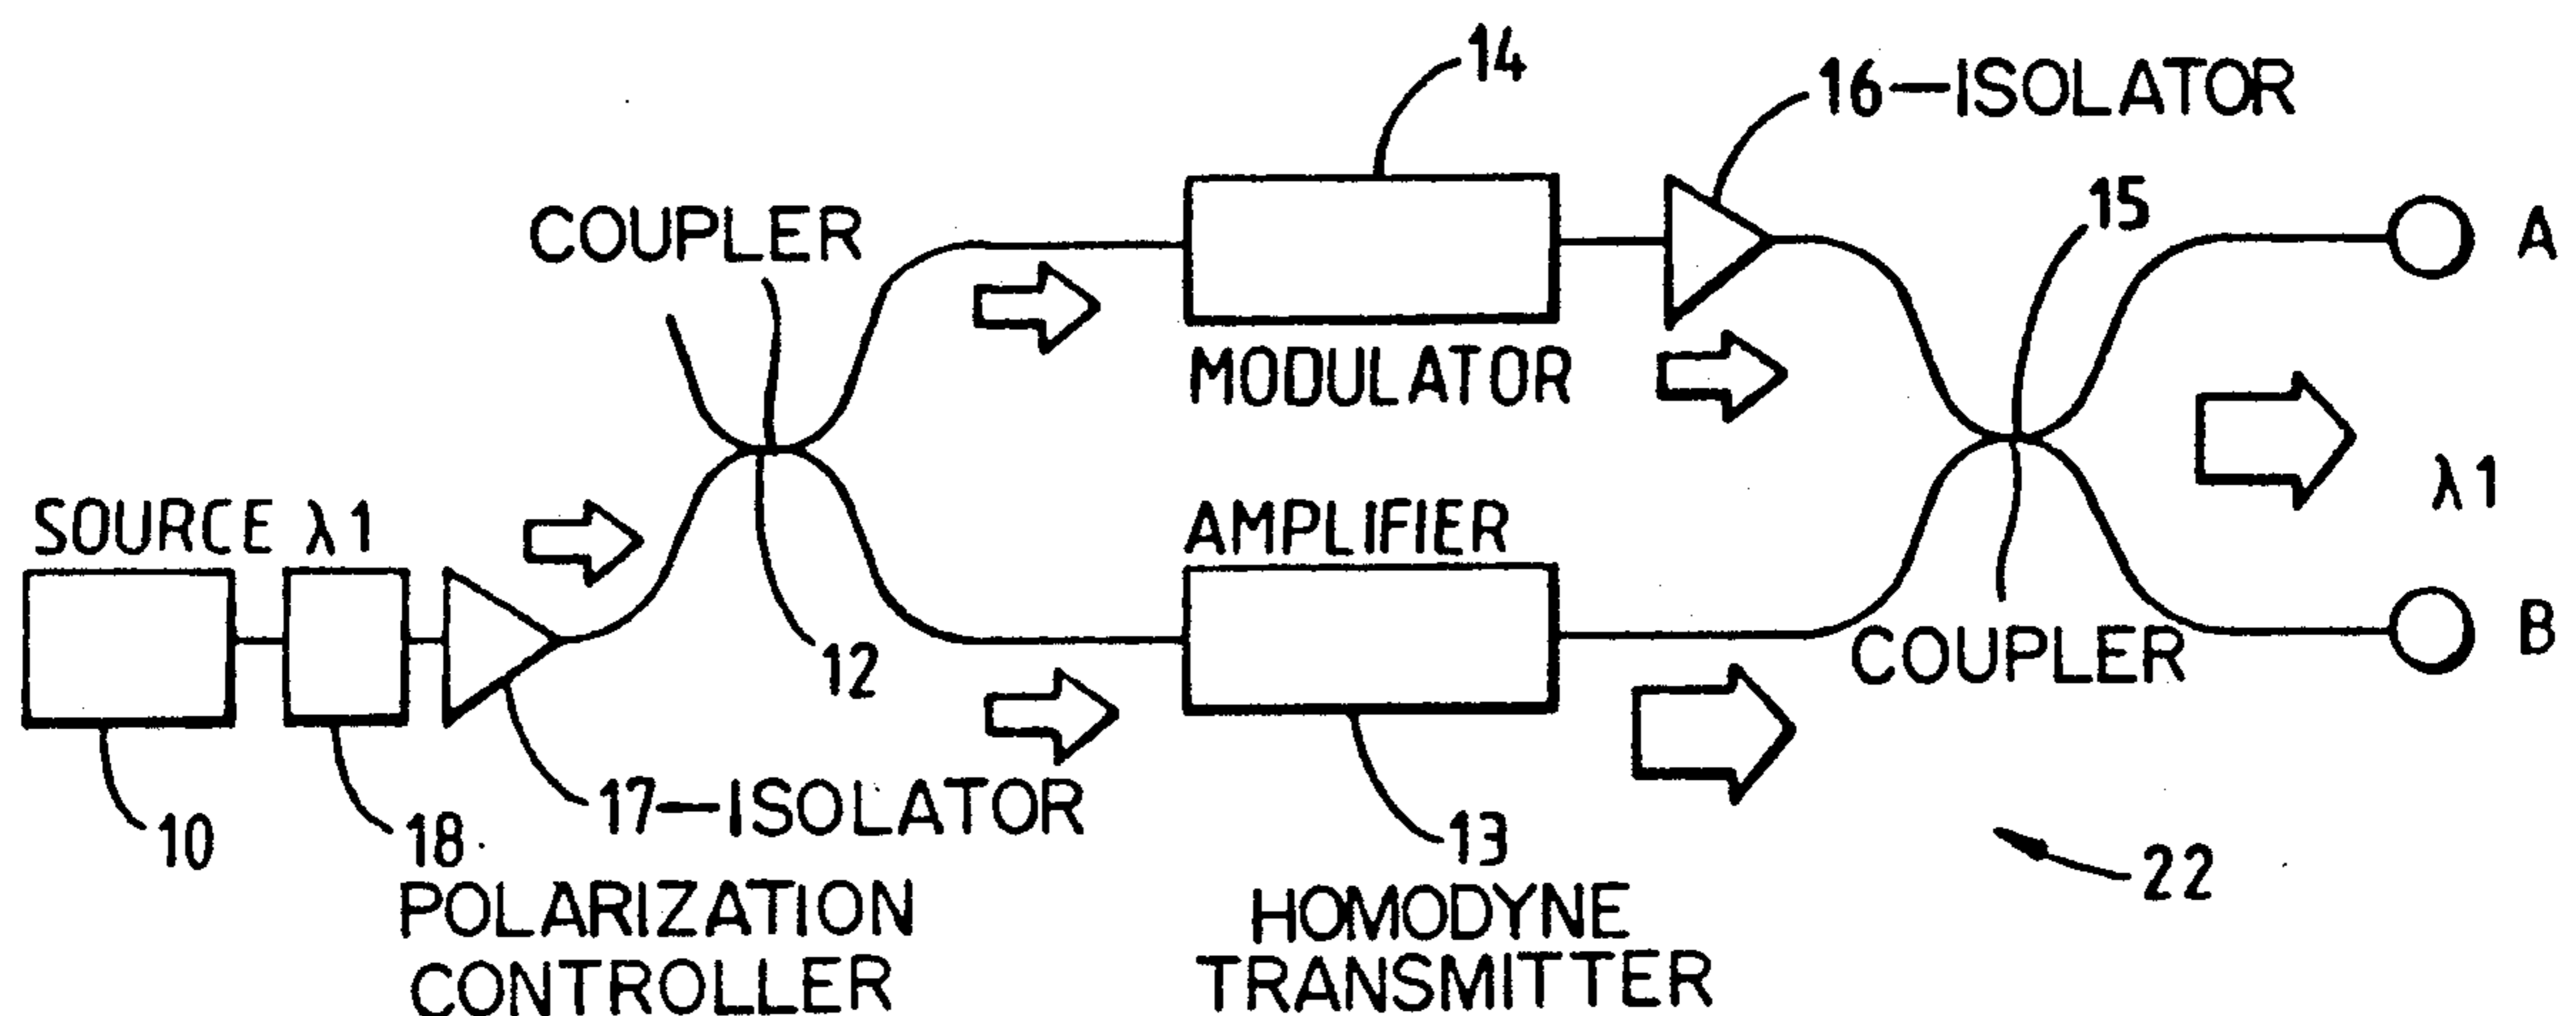 14
16—ISOLATOR
COUPLER
15
A
MODULATOR
λ1
SOURCE λ1
AMPLIFIER
12
COUPLER
B
10
18
17—ISOLATOR
13
22
POLARIZATION
CONTROLLER
HOMODYNE
TRANSMITTER